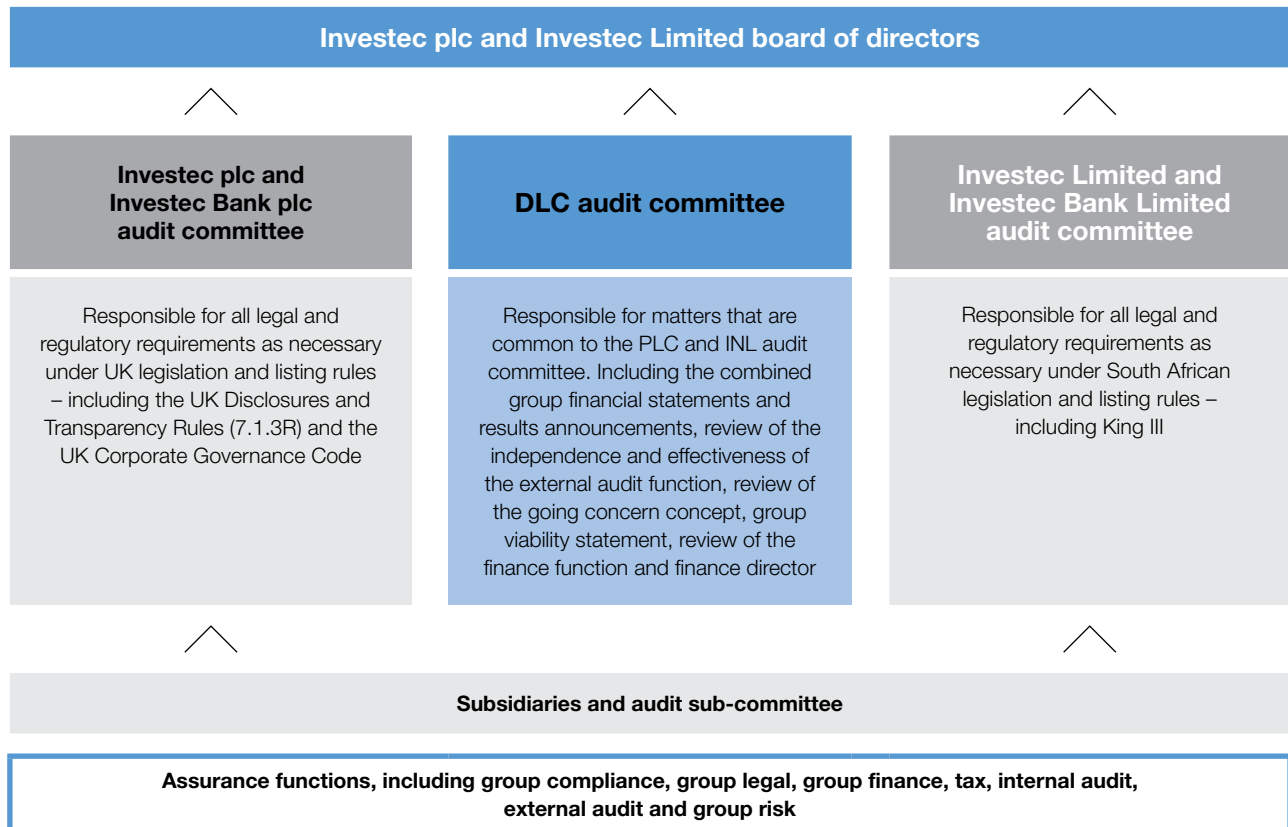 Investec plc and Investec Limited board of directors
Investec plc and
Investec Bank plc
audit committee
Responsible for all legal and
regulatory requirements as necessary
under UK legislation and listing rules
– including the UK Disclosures and
Transparency Rules (7.1.3R) and the
UK Corporate Governance Code
DLC audit committee
Responsible for matters that are
common to the PLC and INL audit
committee. Including the combined
group financial statements and
results announcements, review of the
independence and effectiveness of
the external audit function, review of
the going concern concept, group
viability statement, review of the
finance function and finance director
Investec Limited and
Investec Bank Limited
audit committee
Responsible for all legal and
regulatory requirements as
necessary under South African
legislation and listing rules –
including King III
Subsidiaries and audit sub-committee
Assurance functions, including group compliance, group legal, group finance, tax, internal audit,
external audit and group risk